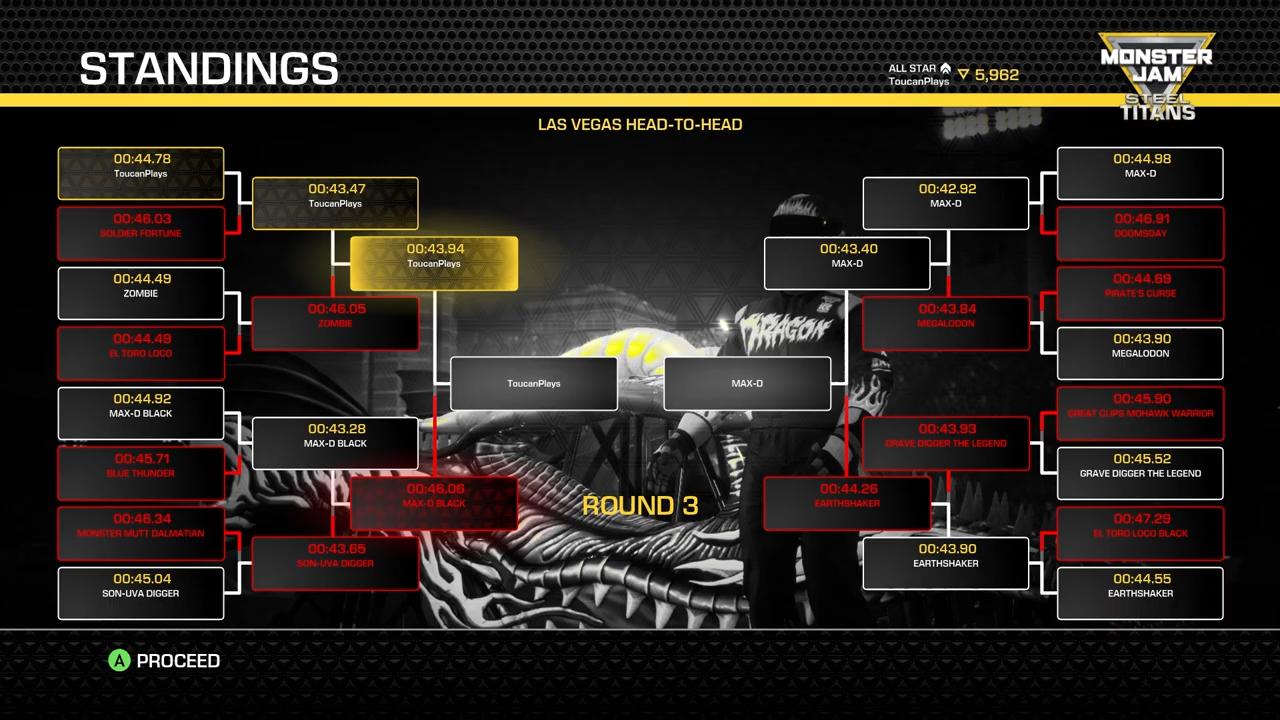 STANDINGS
ALL STAR
ToucanPlays
5,962
MONSTER
JAM
STEEL
TITANS
LAS VEGAS HEAD-TO-HEAD
00:44.78
ToucanPlays
00:46.03
SOLDIER FORTUNE
00:44.49
ZOMBIE
00:44.49
EL TORO LOCO
00:44.92
MAX-D BLACK
00:45.71
BLUE THUNDER
00:46.34
MONSTER MUTT DALMATIAN
00:45.04
SON-UVA DIGGER
00:43.47
ToucanPlays
00:46.05
ZOMBIE
00:43.28
MAX-D BLACK
00:43.65
SON-UVA DIGGER
00:43.94
ToucanPlays
00:46.06
MAX-D BLACK
ToucanPlays
MAX-D
DRAGON
ROUND 3
00:43.40
MAX-D
00:44.26
EARTHSHAKER
00:42.92
MAX-D
00:43.84
MEGALODON
00:43.93
GRAVE DIGGER THE LEGEND
00:43.90
EARTHSHAKER
00:44.98
MAX-D
00:46.91
DOOMSDAY
00:44.69
PIRATE'S CURSE
00:43.90
MEGALODON
00:45.90
GREAT CLIPS MOHAWK WARRIOR
00:45.52
GRAVE DIGGER THE LEGEND
00:47.29
EL TORO LOCO BLACK
00:44.55
EARTHSHAKER
A PROCEED